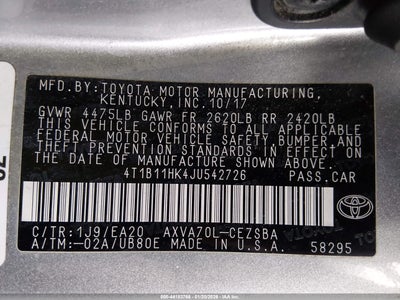 MFD.BY:TOYOTA MOTOR MANUFACTURING,
KENTUCKY,INC.10/17
GVWR 4475LB GAWR FR 2620LB RR 2420LB
THIS VEHICLE CONFORMS TO ALL APPLICABLE
FEDERAL MOTOR VEHICLE SAFETY,BUMPER,AND
THEFT PREVENTION STANDARDS IN EFFECT ON
THE DATE OF MANUFACTURE SHOWN ABOVE.
4T1B11HK4JU542726 PASS.CAR
C/TR:1J9/EA20 AXVA70L-CEZSBA
A/TM:-02A/UB80E MADE IN U.S.A.
58295
TOYOTA